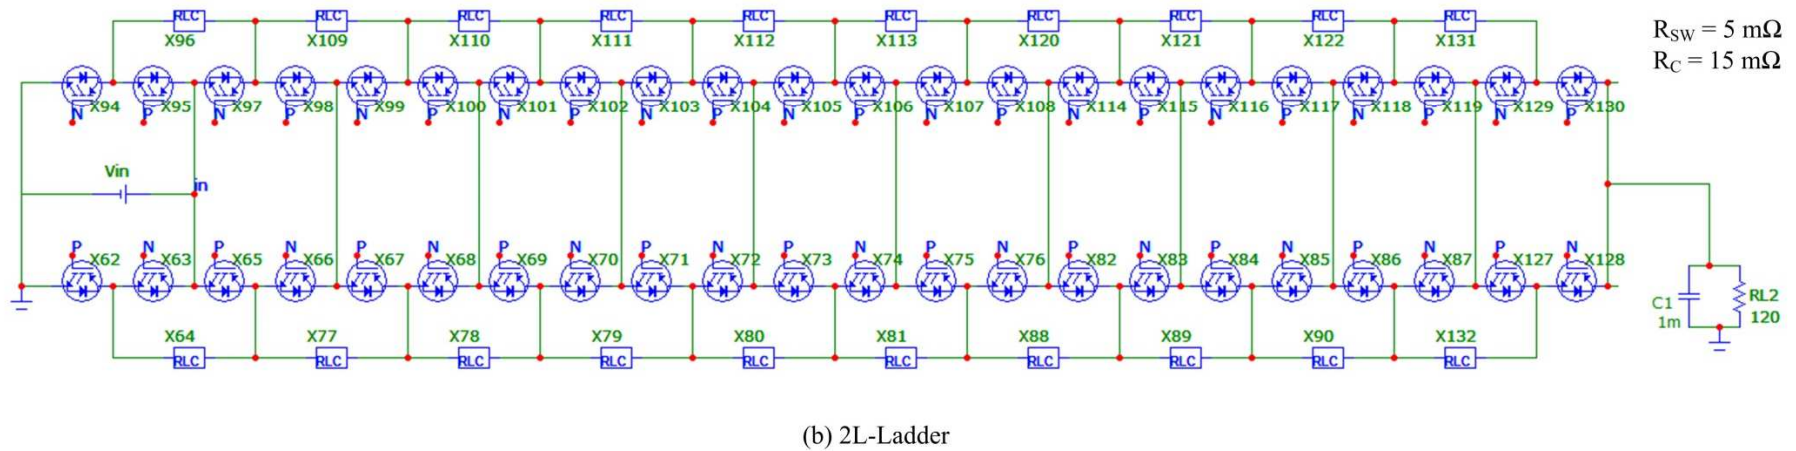 RLC RLC RLC RLC RLC RLC RLC RLC RLC RLC
X96 X109 X110 X111 X112 X113 X120 X121 X122 X131
R_SW = 5 mΩ
R_C = 15 mΩ
X94 X95 X97 X98 X99 X100 X101 X102 X103 X104 X105 X106 X107 X108 X114 X115 X116 X117 X118 X119 X129 X130
N P N P N P N P N P N P N P N P N P N P N P
Vin
in
P N P N P N P N P N P N P N P N P N P N P N
X62 X63 X65 X66 X67 X68 X69 X70 X71 X72 X73 X74 X75 X76 X82 X83 X84 X85 X86 X87 X127 X128
C1
1m
RL2
120
X64 X77 X78 X79 X80 X81 X88 X89 X90 X132
RLC RLC RLC RLC RLC RLC RLC RLC RLC RLC
(b) 2L-Ladder